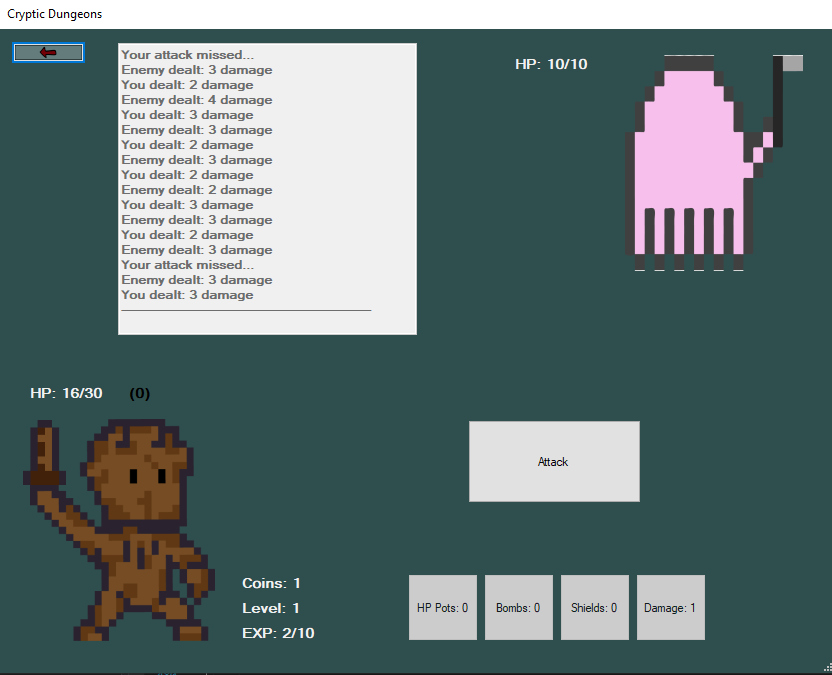 Cryptic Dungeons
Your attack missed...
Enemy dealt: 3 damage
You dealt: 2 damage
Enemy dealt: 4 damage
You dealt: 3 damage
Enemy dealt: 3 damage
You dealt: 2 damage
Enemy dealt: 3 damage
You dealt: 2 damage
Enemy dealt: 2 damage
You dealt: 3 damage
Enemy dealt: 3 damage
You dealt: 2 damage
Enemy dealt: 3 damage
Your attack missed...
Enemy dealt: 3 damage
You dealt: 3 damage
HP: 10/10
HP: 16/30 (0)
Attack
Coins: 1
Level: 1
EXP: 2/10
HP Pots: 0
Bombs: 0
Shields: 0
Damage: 1